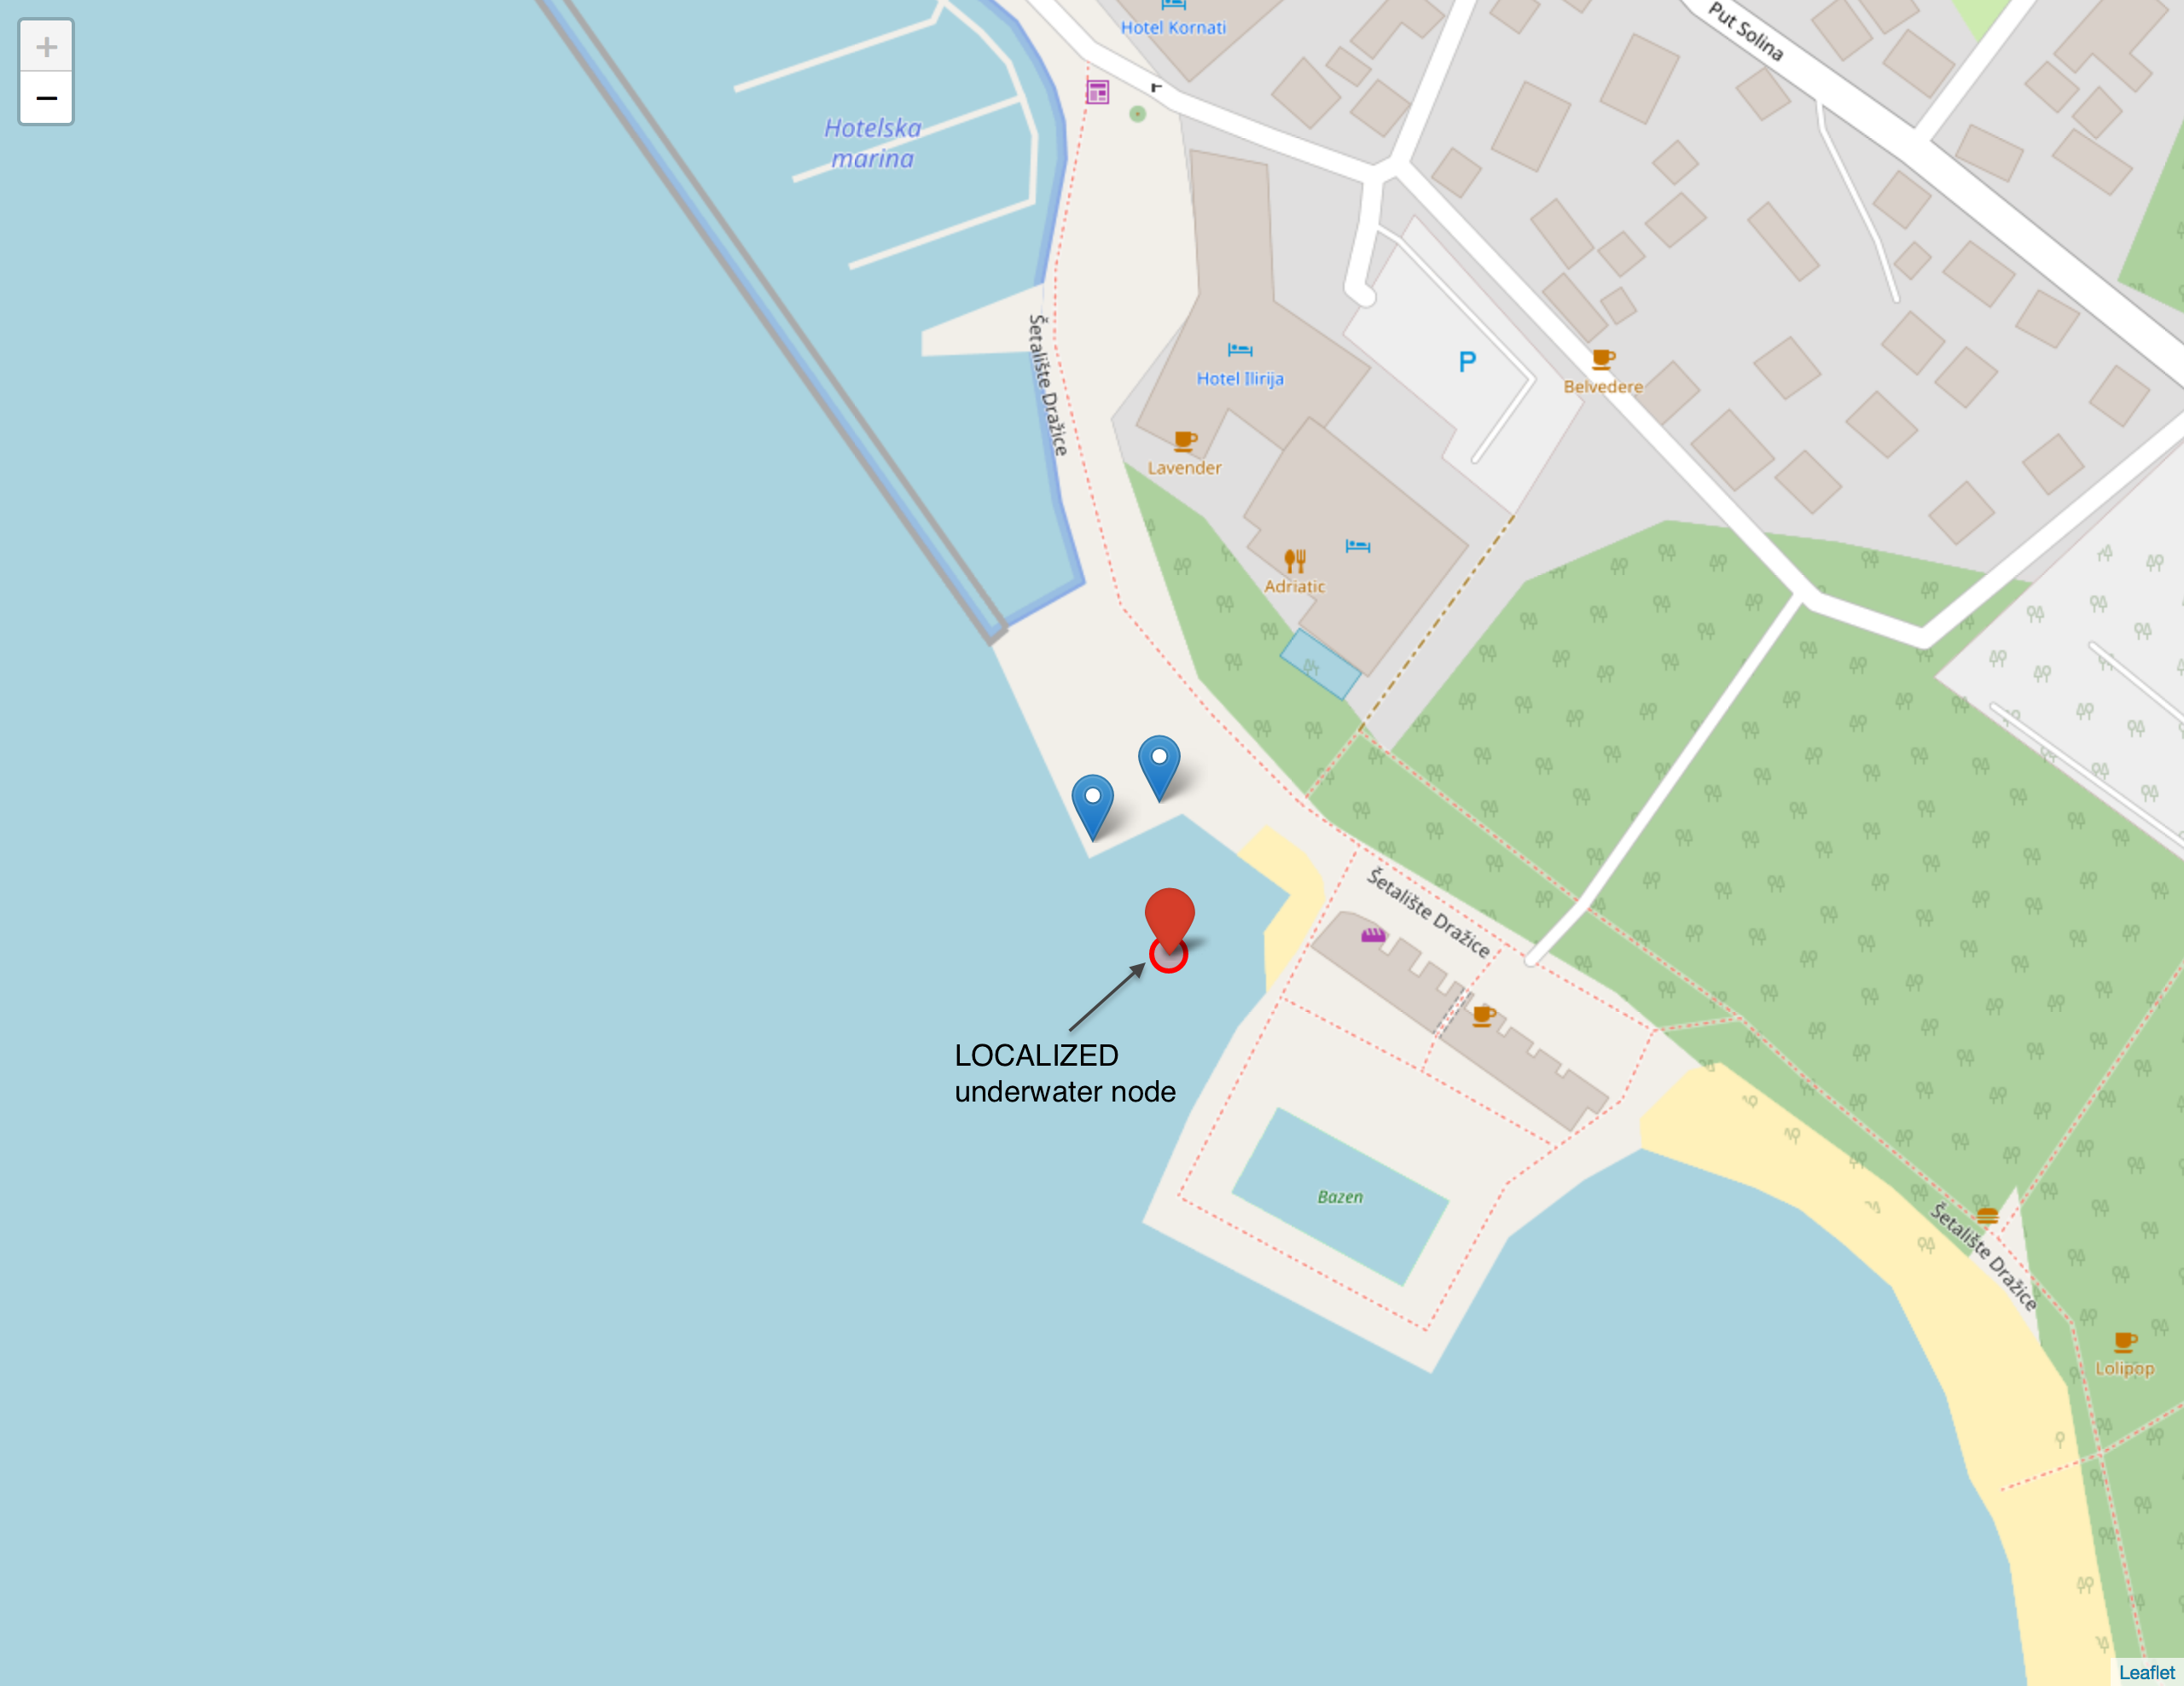 +
−
Hotel Kornati
Put Solina
Hotelska
marina
Šetalište Dražice
Hotel Ilirija
P
Belvedere
Lavender
Adriatic
Šetalište Dražice
LOCALIZED
underwater node
Bazen
Šetalište Dražice
Lolipop
Leaflet